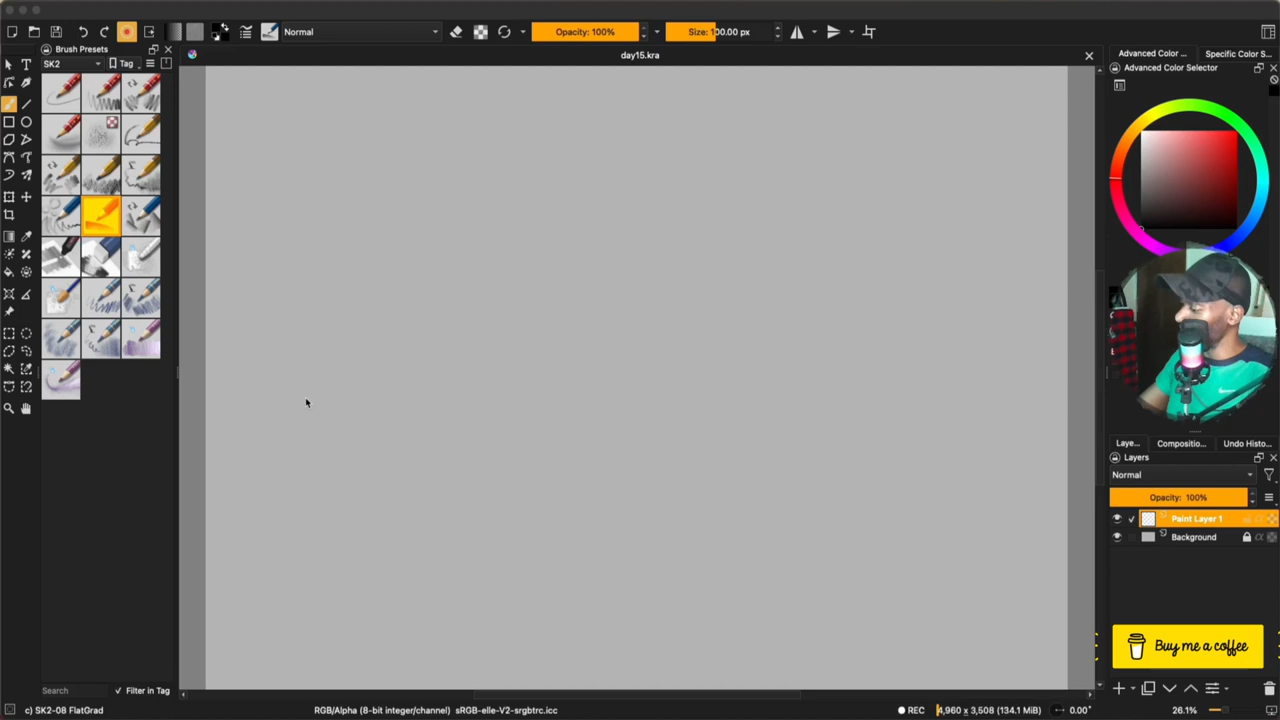 Normal
Opacity: 100%
Size: 100.00 px
Brush Presets
day15.kra
Advanced Color ...
Specific Color S...
SK2
Tag
Advanced Color Selector
Laye...
Compositio...
Undo Histo...
Layers
Normal
Opacity: 100%
Paint Layer 1
Background
Buy me a coffee
Search
Filter in Tag
c) SK2-08 FlatGrad
RGB/Alpha (8-bit integer/channel) sRGB-elle-V2-srgbtrc.icc
REC
4,960 x 3,508 (134.1 MiB)
0.00°
26.1%